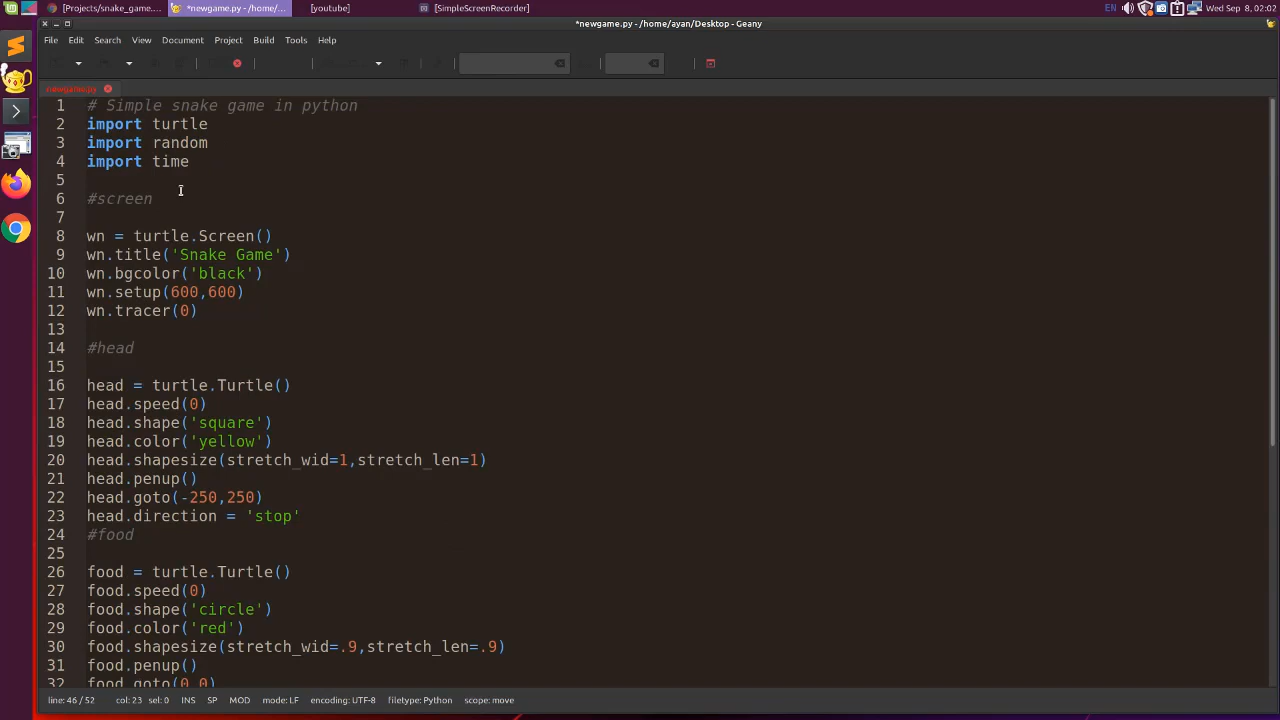 [Projects/snake_game.c...
*newgame.py - /home/...
[youtube]
[SimpleScreenRecorder]
EN
Wed Sep 8, 02:02
*newgame.py - /home/ayan/Desktop - Geany
File Edit Search View Document Project Build Tools Help
newgame.py
1 # Simple snake game in python
2 import turtle
3 import random
4 import time
5
6 #screen
7
8 wn = turtle.Screen()
9 wn.title('Snake Game')
10 wn.bgcolor('black')
11 wn.setup(600,600)
12 wn.tracer(0)
13
14 #head
15
16 head = turtle.Turtle()
17 head.speed(0)
18 head.shape('square')
19 head.color('yellow')
20 head.shapesize(stretch_wid=1,stretch_len=1)
21 head.penup()
22 head.goto(-250,250)
23 head.direction = 'stop'
24 #food
25
26 food = turtle.Turtle()
27 food.speed(0)
28 food.shape('circle')
29 food.color('red')
30 food.shapesize(stretch_wid=.9,stretch_len=.9)
31 food.penup()
32 food.goto(0,0)
line: 46 / 52 col: 23 sel: 0 INS SP MOD mode: LF encoding: UTF-8 filetype: Python scope: move